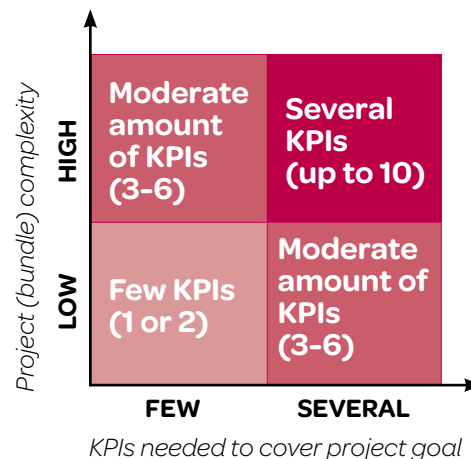 Project (bundle) complexity
HIGH
LOW
Moderate
amount
of KPIs
(3-6)
Several
KPIs
(up to 10)
Few KPIs
(1 or 2)
Moderate
amount of
KPIs
(3-6)
FEW
SEVERAL
KPIs needed to cover project goal